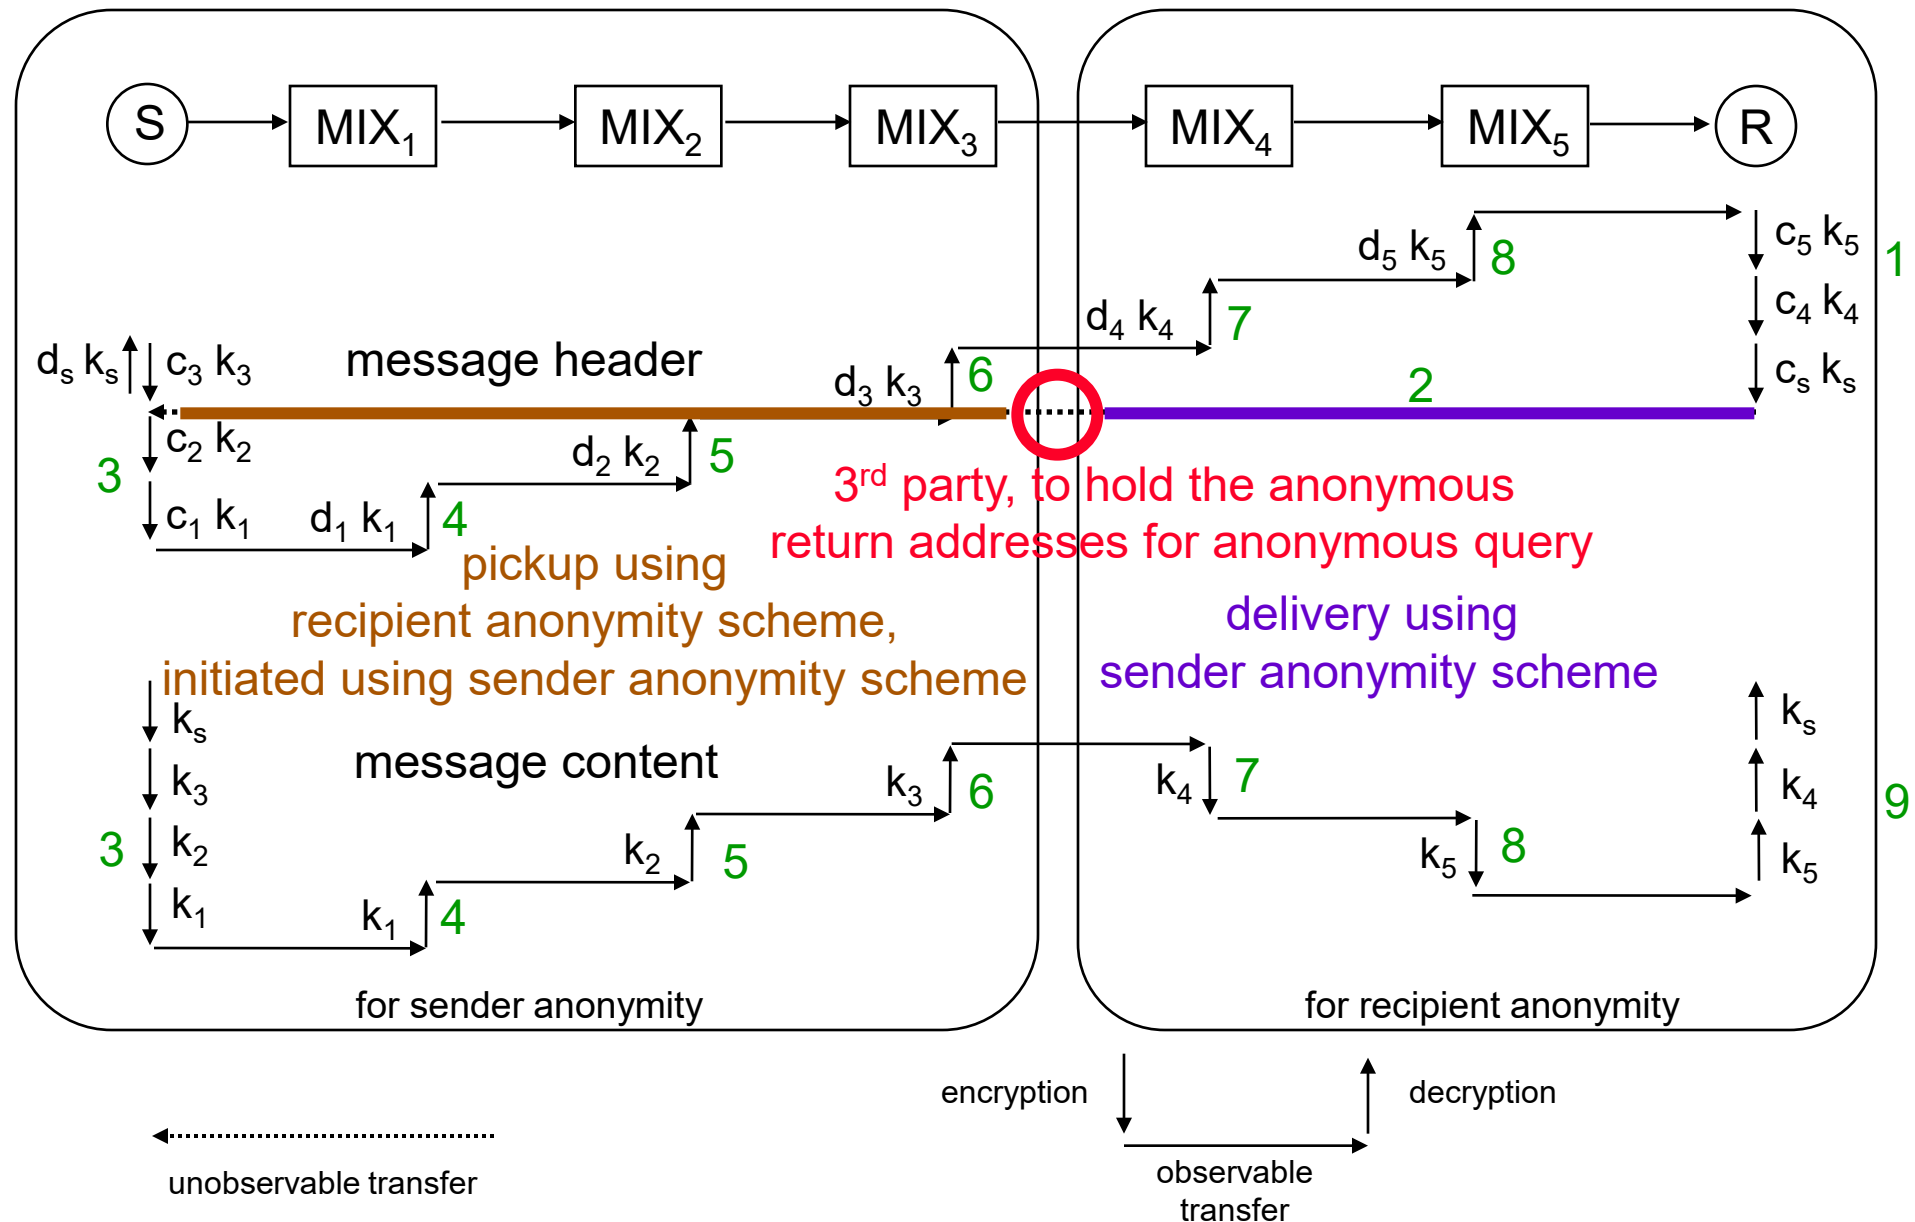 S MIX₁ MIX₂ MIX₃ MIX₄ MIX₅ R
c₅ k₅
d₅ k₅ 8 1
c₄ k₄
d₄ k₄ 7
dₛ kₛ c₃ k₃ message header d₃ k₃ 6 2 cₛ kₛ
c₂ k₂
3 d₂ k₂ 5
c₁ k₁ d₁ k₁ 4
3ʳᵈ party, to hold the anonymous
return addresses for anonymous query
pickup using
recipient anonymity scheme,
initiated using sender anonymity scheme
delivery using
sender anonymity scheme
kₛ
message content
k₃
3
k₂
k₁
k₁ 4
k₂ 5
k₃ 6
k₄ 7
k₅ 8
kₛ
k₄ 9
k₅
for sender anonymity
for recipient anonymity
encryption
decryption
observable
transfer
unobservable transfer